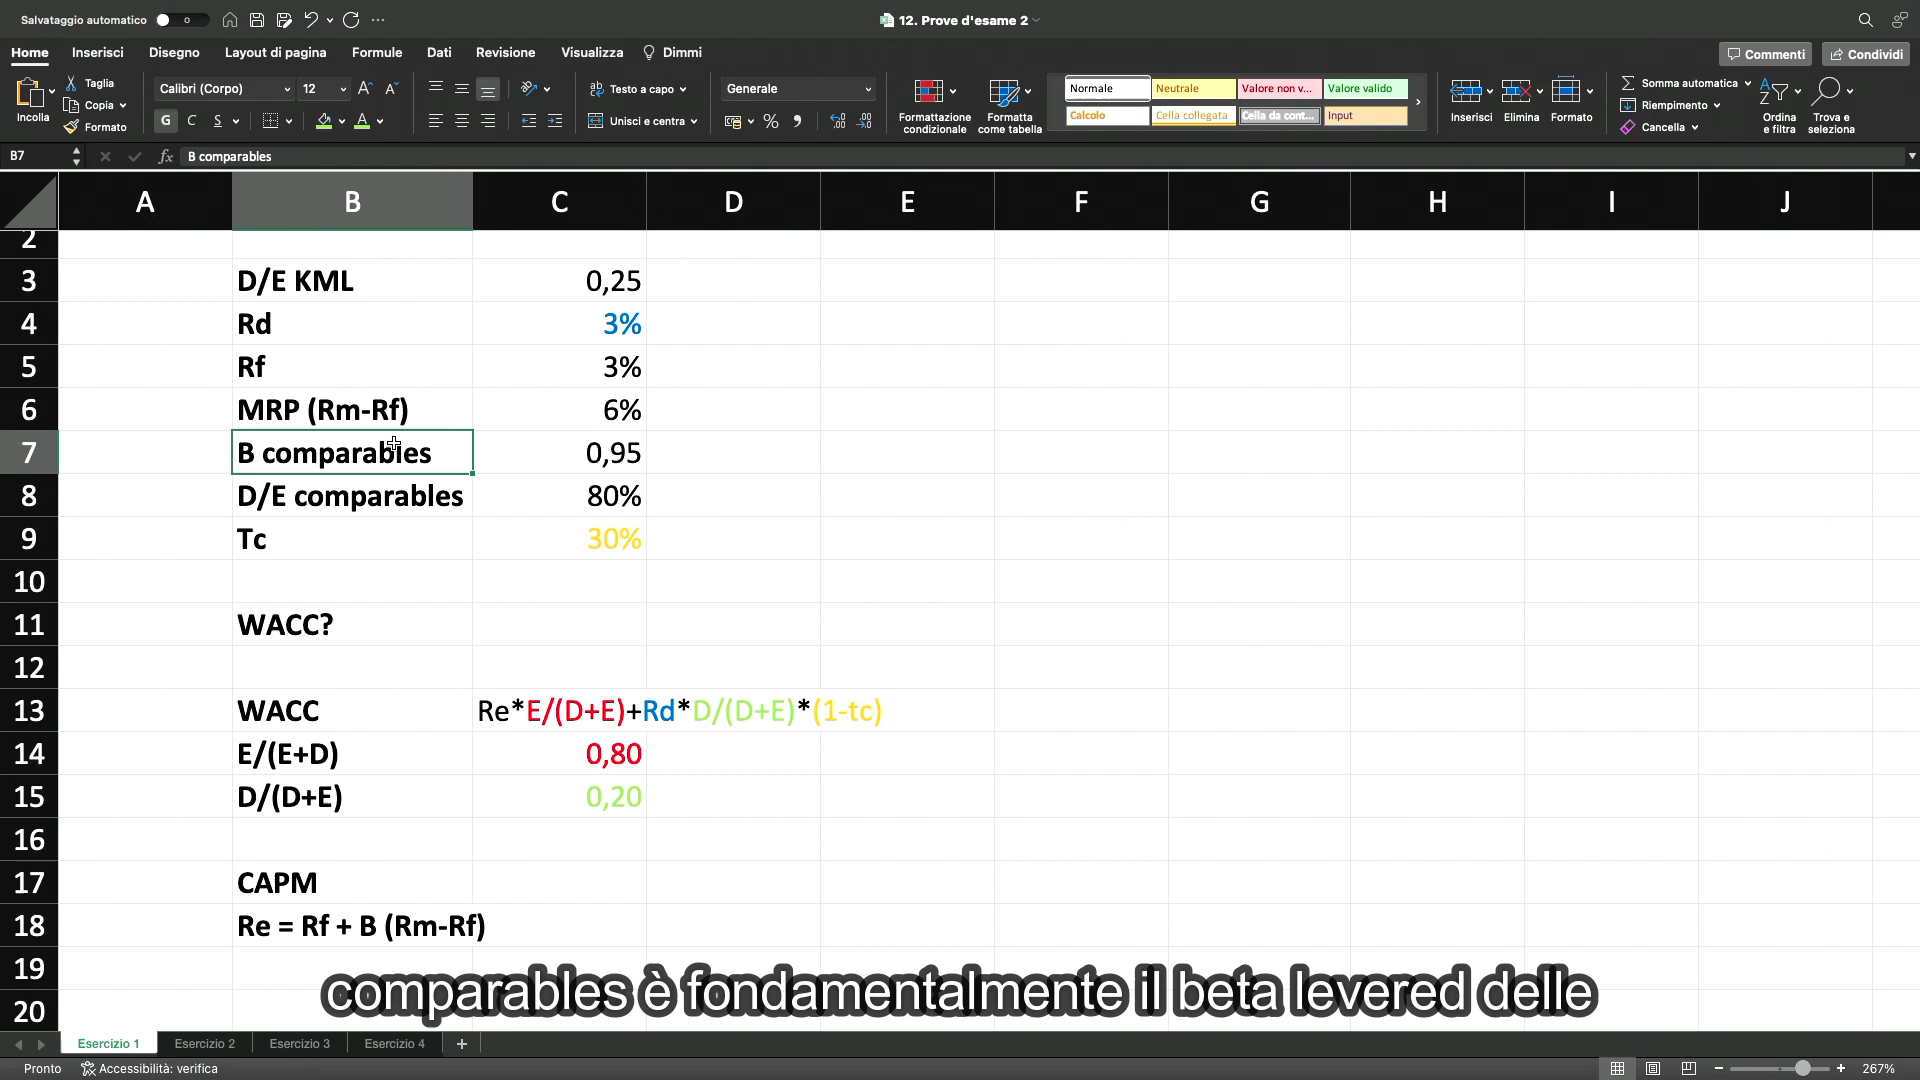 Salvataggio automatico
12. Prove d'esame 2
Home Inserisci Disegno Layout di pagina Formule Dati Revisione Visualizza Dimmi
Commenti Condividi
Incolla
Taglia
Copia
Formato
Calibri (Corpo) 12
G C S
Testo a capo
Unisci e centra
Generale
Formattazione condizionale
Formatta come tabella
Normale Neutrale Valore non v... Valore valido
Calcolo Cella collegata Cella da cont... Input
Inserisci Elimina Formato
Somma automatica
Riempimento
Cancella
Ordina e filtra
Trova e seleziona
B7 fx B comparables
A B C D E F G H I J
2
3 D/E KML 0,25
4 Rd 3%
5 Rf 3%
6 MRP (Rm-Rf) 6%
7 B comparables 0,95
8 D/E comparables 80%
9 Tc 30%
10
11 WACC?
12
13 WACC Re*E/(D+E)+Rd*D/(D+E)*(1-tc)
14 E/(E+D) 0,80
15 D/(D+E) 0,20
16
17 CAPM
18 Re = Rf + B (Rm-Rf)
19
20
comparables è fondamentalmente il beta levered delle
Esercizio 1 Esercizio 2 Esercizio 3 Esercizio 4 +
Pronto Accessibilità: verifica 267%